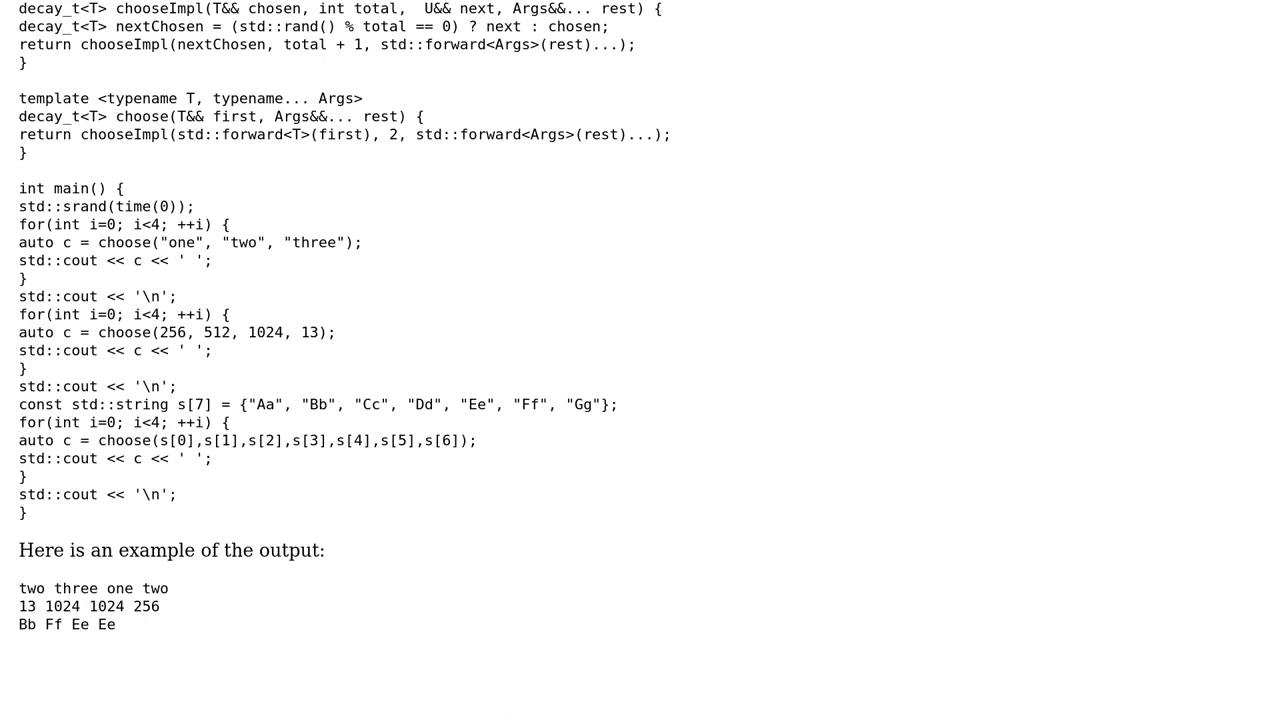 decay_t<T> chooseImpl(T&& chosen, int total,  U&& next, Args&&... rest) {
decay_t<T> nextChosen = (std::rand() % total == 0) ? next : chosen;
return chooseImpl(nextChosen, total + 1, std::forward<Args>(rest)...);
}

template <typename T, typename... Args>
decay_t<T> choose(T&& first, Args&&... rest) {
return chooseImpl(std::forward<T>(first), 2, std::forward<Args>(rest)...);
}

int main() {
std::srand(time(0));
for(int i=0; i<4; ++i) {
auto c = choose("one", "two", "three");
std::cout << c << ' ';
}
std::cout << '\n';
for(int i=0; i<4; ++i) {
auto c = choose(256, 512, 1024, 13);
std::cout << c << ' ';
}
std::cout << '\n';
const std::string s[7] = {"Aa", "Bb", "Cc", "Dd", "Ee", "Ff", "Gg"};
for(int i=0; i<4; ++i) {
auto c = choose(s[0],s[1],s[2],s[3],s[4],s[5],s[6]);
std::cout << c << ' ';
}
std::cout << '\n';
}

Here is an example of the output:

two three one two
13 1024 1024 256
Bb Ff Ee Ee